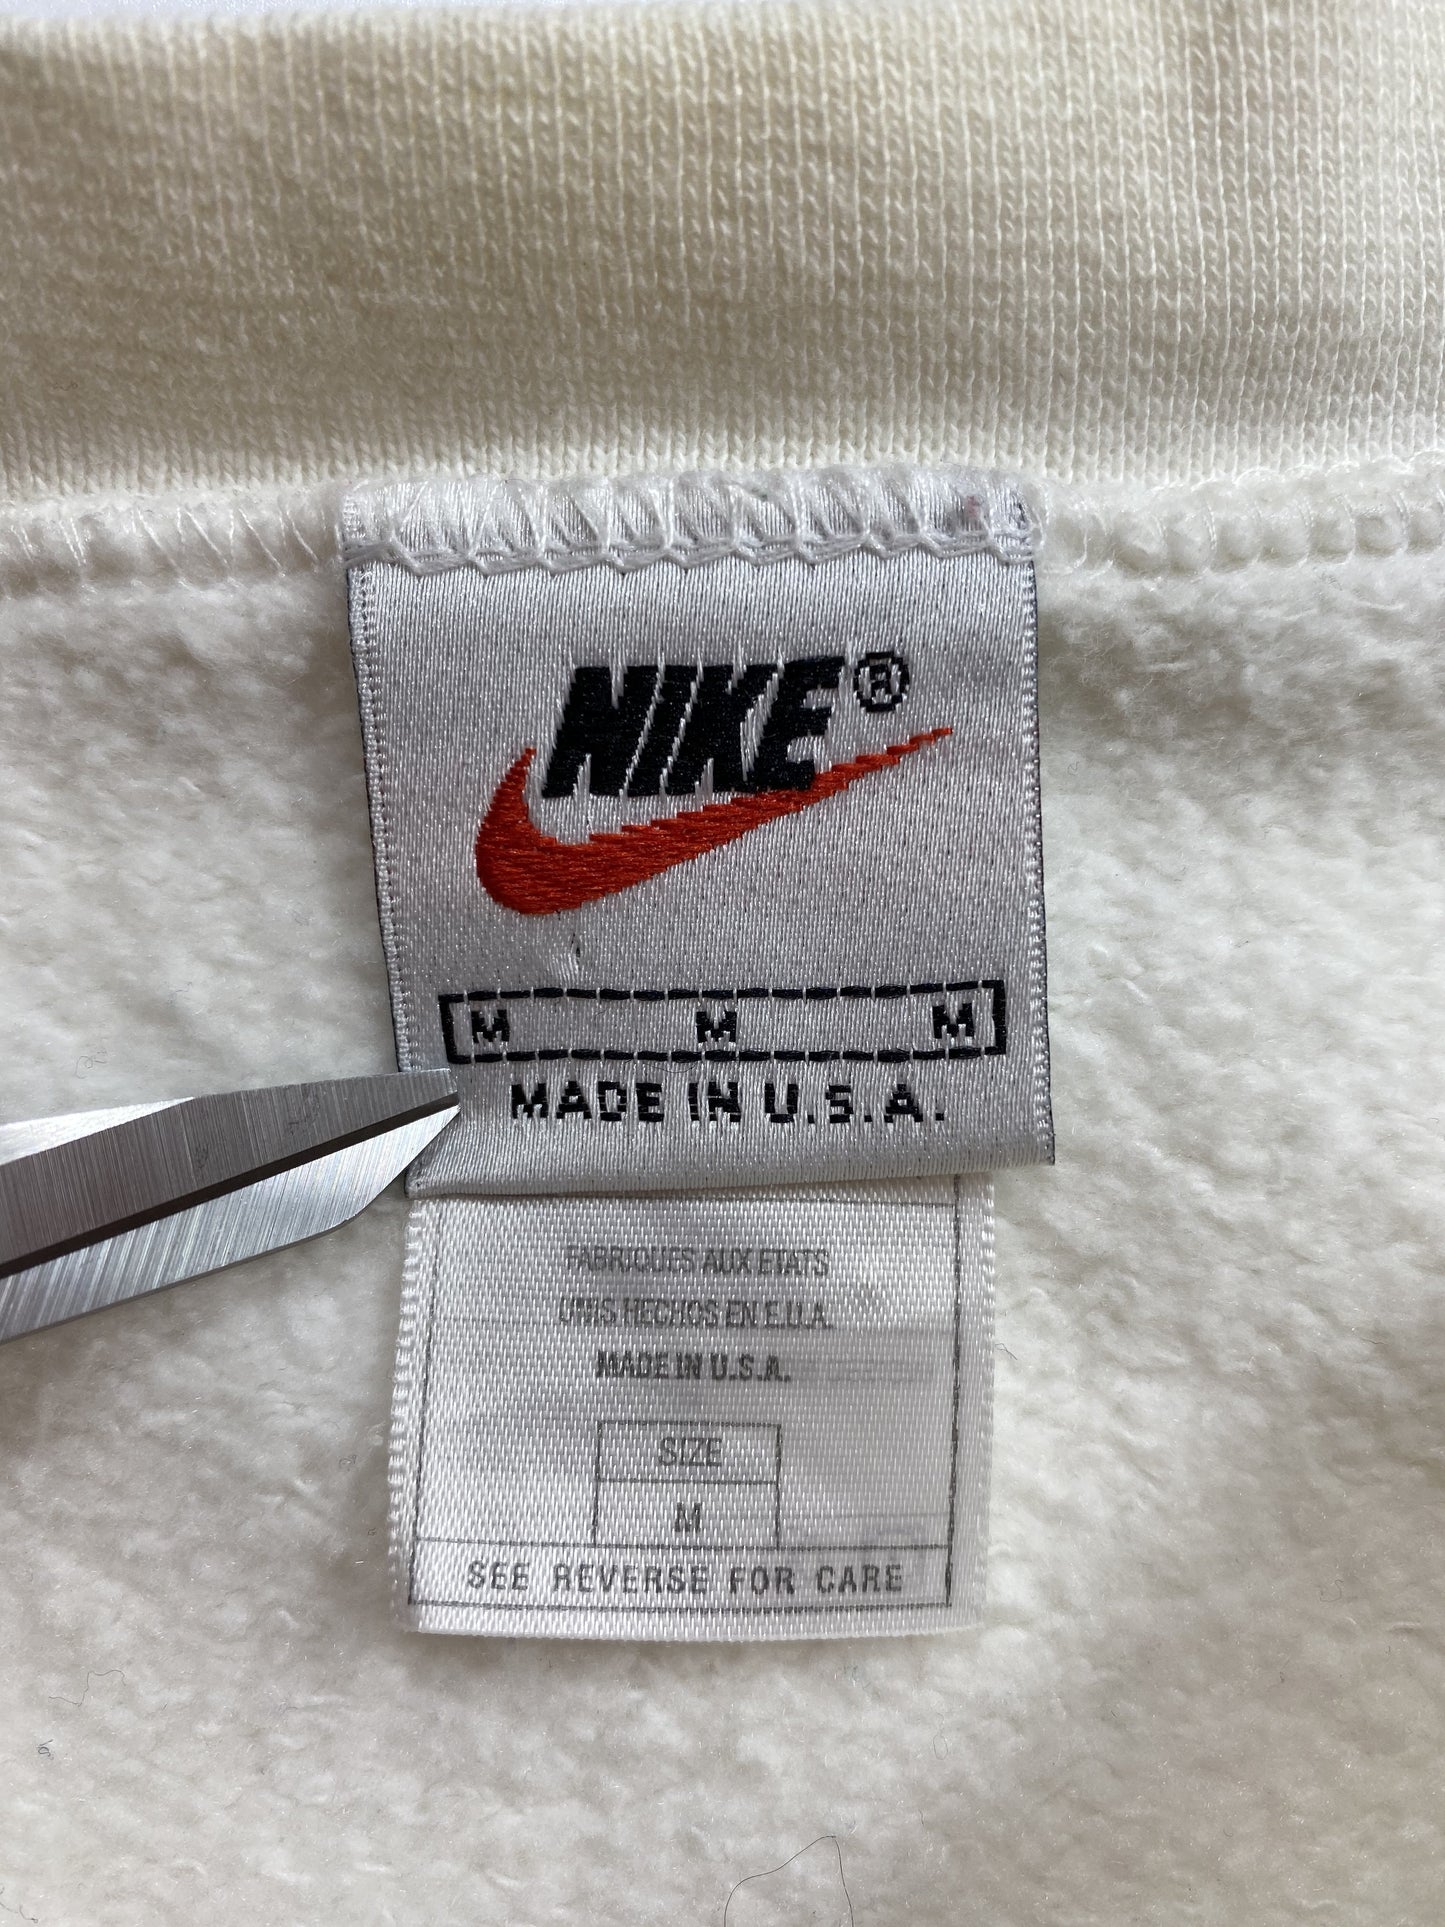 NIKE®
M M M
MADE IN U.S.A.
FABRIQUES AUX ETATS
UNIS HECHOS EN E.U.A.
MADE IN U.S.A.
SIZE
M
SEE REVERSE FOR CARE